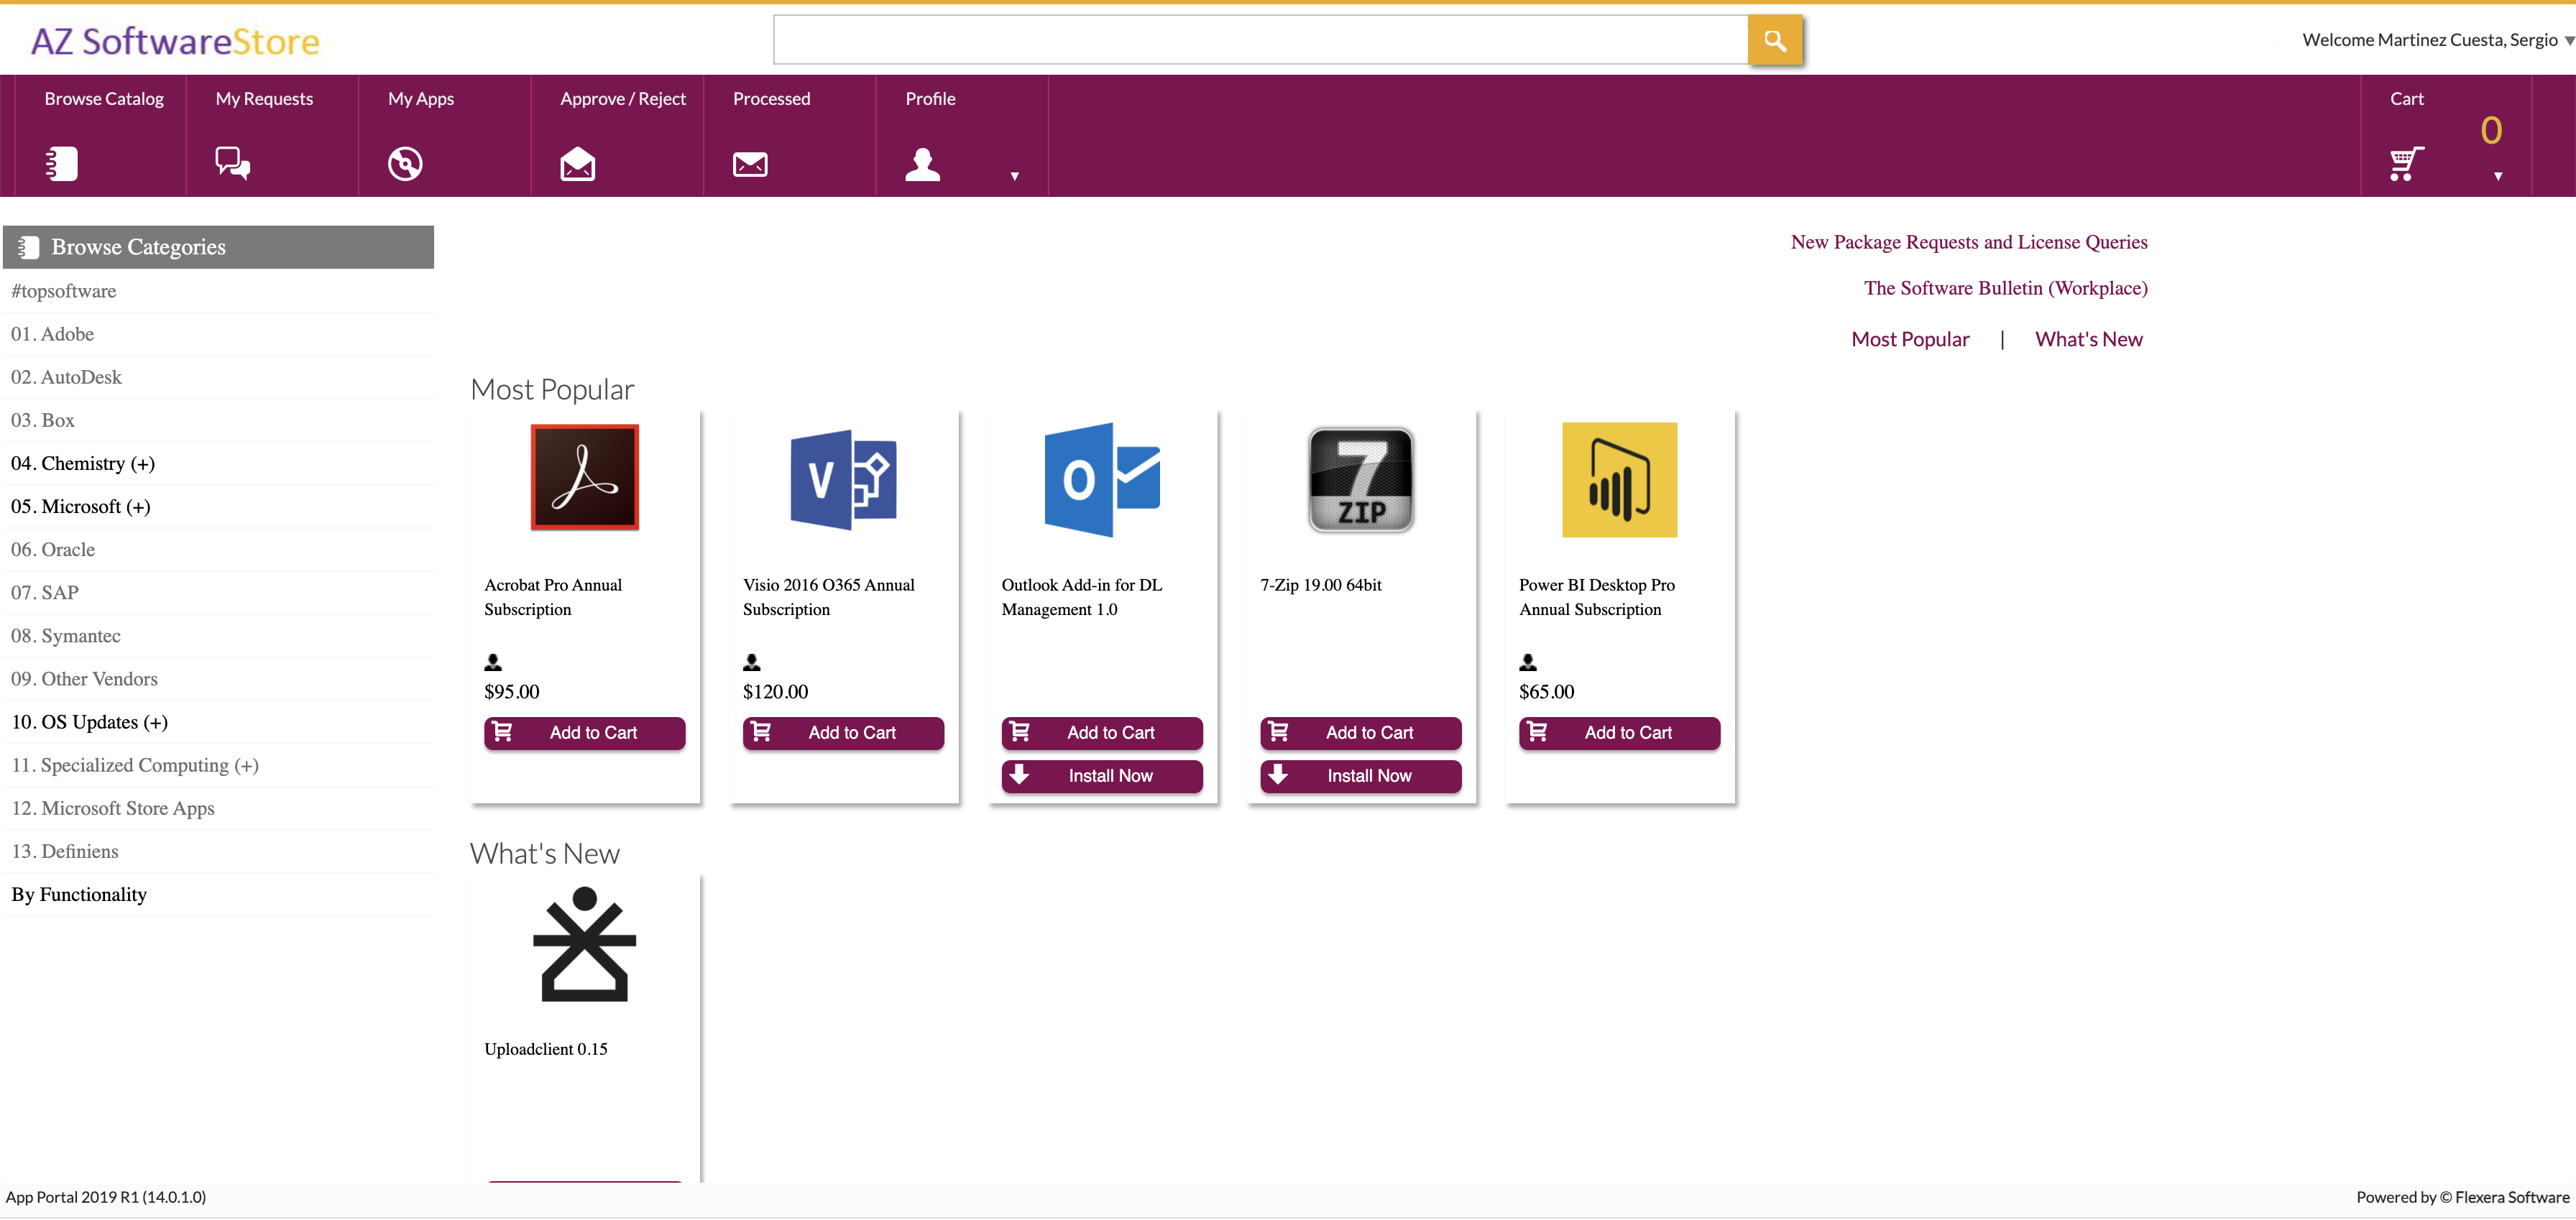 AZ SoftwareStore
Welcome Martinez Cuesta, Sergio
Browse Catalog
My Requests
My Apps
Approve / Reject
Processed
Profile
Cart
0
Browse Categories
#topsoftware
01. Adobe
02. AutoDesk
03. Box
04. Chemistry (+)
05. Microsoft (+)
06. Oracle
07. SAP
08. Symantec
09. Other Vendors
10. OS Updates (+)
11. Specialized Computing (+)
12. Microsoft Store Apps
13. Definiens
By Functionality
New Package Requests and License Queries
The Software Bulletin (Workplace)
Most Popular | What's New
Most Popular
Acrobat Pro Annual
Subscription
$95.00
Add to Cart
V
Visio 2016 O365 Annual
Subscription
$120.00
Add to Cart
O
Outlook Add-in for DL
Management 1.0
Add to Cart
Install Now
7
ZIP
7-Zip 19.00 64bit
Add to Cart
Install Now
Power BI Desktop Pro
Annual Subscription
$65.00
Add to Cart
What's New
Uploadclient 0.15
App Portal 2019 R1 (14.0.1.0)
Powered by © Flexera Software